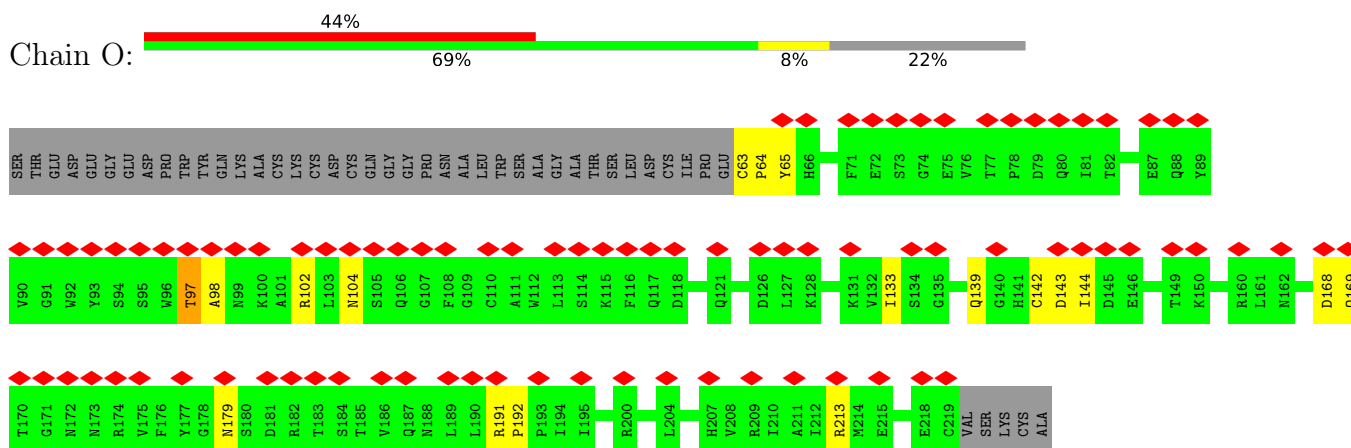 44%
Chain O:
69% 8% 22%
SER THR GLU ASP GLU GLY GLU ASP PRO TRP TYR GLN LYS ALA CYS LYS CYS ASP CYS GLN GLY GLY PRO ASN ALA LEU TRP SER ALA GLY ALA THR SER LEU ASP CYS ILE PRO GLU C63 P64 Y65 H66 F71 E72 S73 G74 E75 V76 T77 P78 D79 Q80 I81 T82 E87 Q88 Y89
V90 G91 W92 Y93 S94 S95 W96 T97 A98 N99 K100 A101 R102 L103 N104 S105 Q106 G107 F108 G109 C110 A111 W112 L113 S114 K115 F116 Q117 D118 Q121 D126 L127 K128 K131 V132 I133 S134 G135 Q139 G140 H141 C142 D143 I144 D145 E146 T149 K150 R160 L161 N162 D168
T170 G171 N172 N173 R174 V175 F176 Y177 G178 N179 S180 D181 R182 T183 S184 T185 V186 Q187 N188 L189 L190 R191 P192 P193 I194 I195 R200 L204 H207 V208 R209 I210 A211 I212 R213 M214 E215 E218 C219 VAL SER LYS CYS ALA